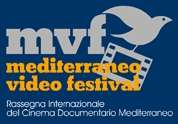 mvf
mediterraneo
video festival
Rassegna Internazionale
del Cinema Documentario Mediterraneo